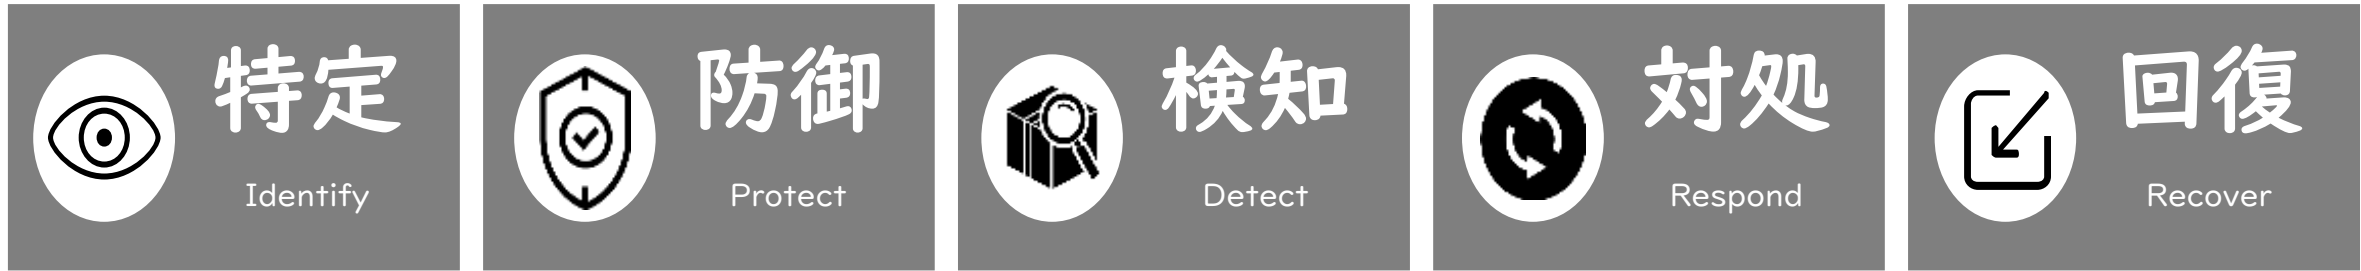 特定
Identify
防御
Protect
検知
Detect
対処
Respond
回復
Recover